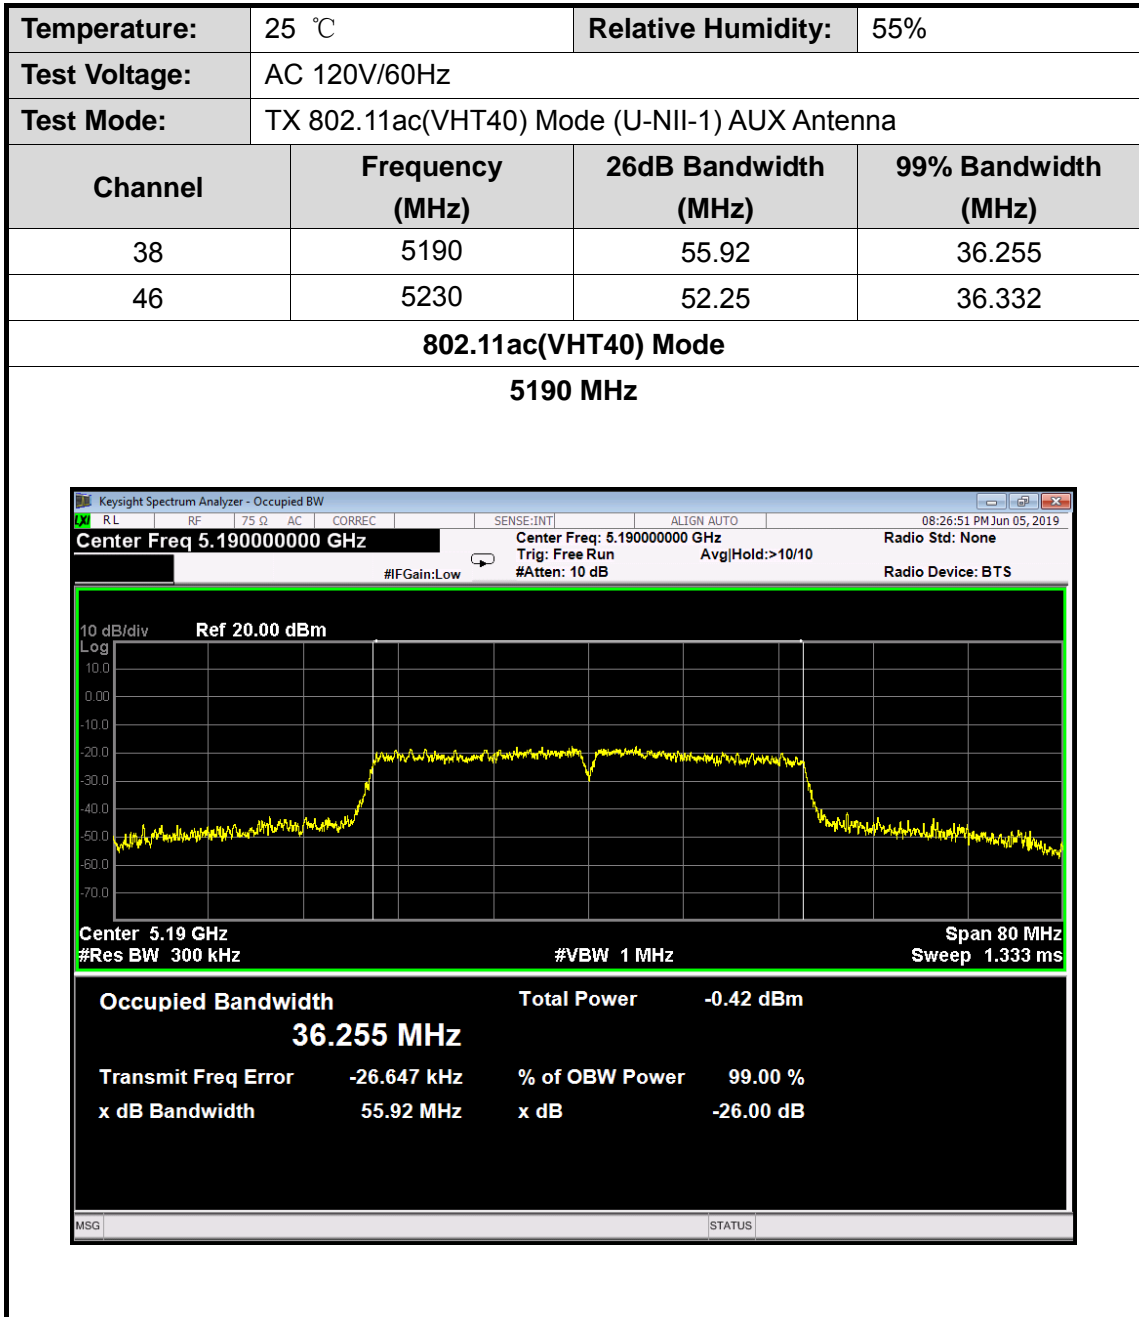 Temperature: 25 ℃ Relative Humidity: 55%
Test Voltage: AC 120V/60Hz
Test Mode: TX 802.11ac(VHT40) Mode (U-NII-1) AUX Antenna
Channel Frequency (MHz) 26dB Bandwidth (MHz) 99% Bandwidth (MHz)
38 5190 55.92 36.255
46 5230 52.25 36.332
802.11ac(VHT40) Mode
5190 MHz
Keysight Spectrum Analyzer - Occupied BW
LXI RL RF 75 Ω AC CORREC SENSE:INT ALIGN AUTO 08:26:51 PM Jun 05, 2019
Center Freq 5.190000000 GHz Center Freq: 5.190000000 GHz Radio Std: None
Trig: Free Run Avg|Hold:>10/10
#IFGain:Low #Atten: 10 dB Radio Device: BTS
10 dB/div Ref 20.00 dBm
Log
10.0
0.00
-10.0
-20.0
-30.0
-40.0
-50.0
-60.0
-70.0
Center 5.19 GHz Span 80 MHz
#Res BW 300 kHz #VBW 1 MHz Sweep 1.333 ms
Occupied Bandwidth Total Power -0.42 dBm
36.255 MHz
Transmit Freq Error -26.647 kHz % of OBW Power 99.00 %
x dB Bandwidth 55.92 MHz x dB -26.00 dB
MSG STATUS